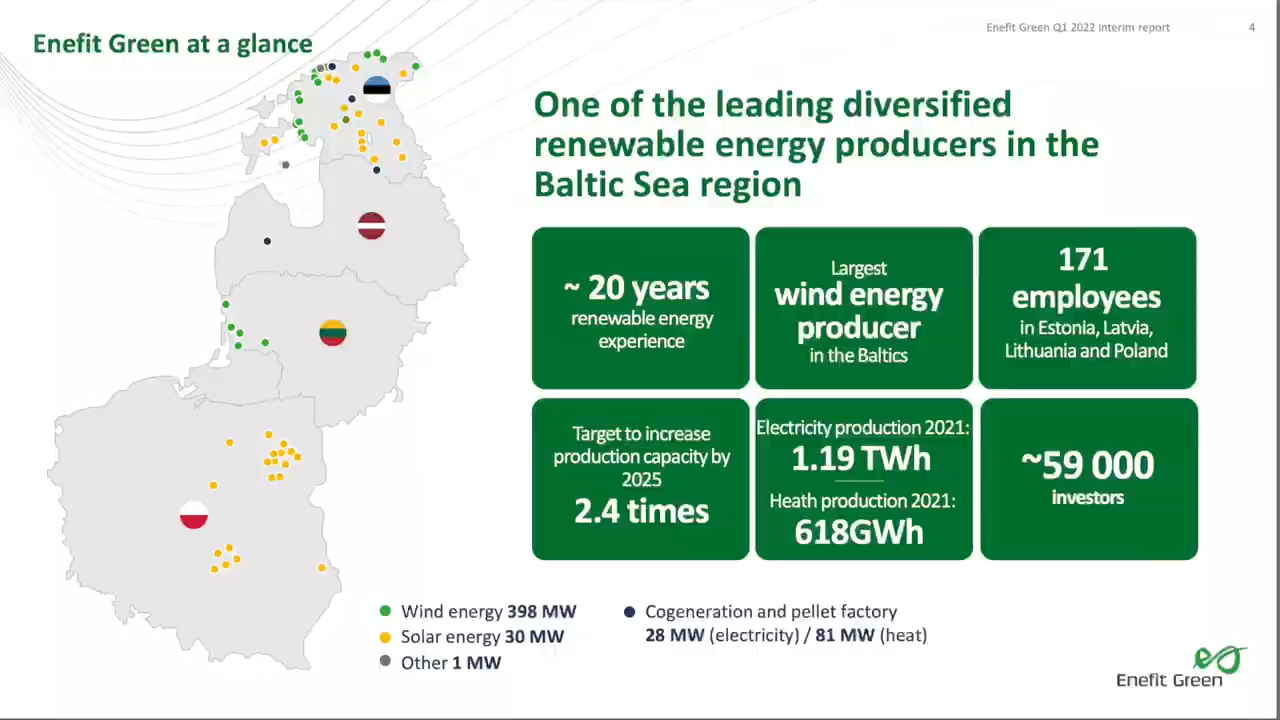 Enefit Green Q1 2022 interim report 4
Enefit Green at a glance
One of the leading diversified
renewable energy producers in the
Baltic Sea region
~ 20 years
renewable energy
experience
Largest
wind energy
producer
in the Baltics
171
employees
in Estonia, Latvia,
Lithuania and Poland
Target to increase
production capacity by
2025
2.4 times
Electricity production 2021:
1.19 TWh
Heath production 2021:
618GWh
~59 000
investors
Wind energy 398 MW
Solar energy 30 MW
Other 1 MW
Cogeneration and pellet factory
28 MW (electricity) / 81 MW (heat)
Enefit Green